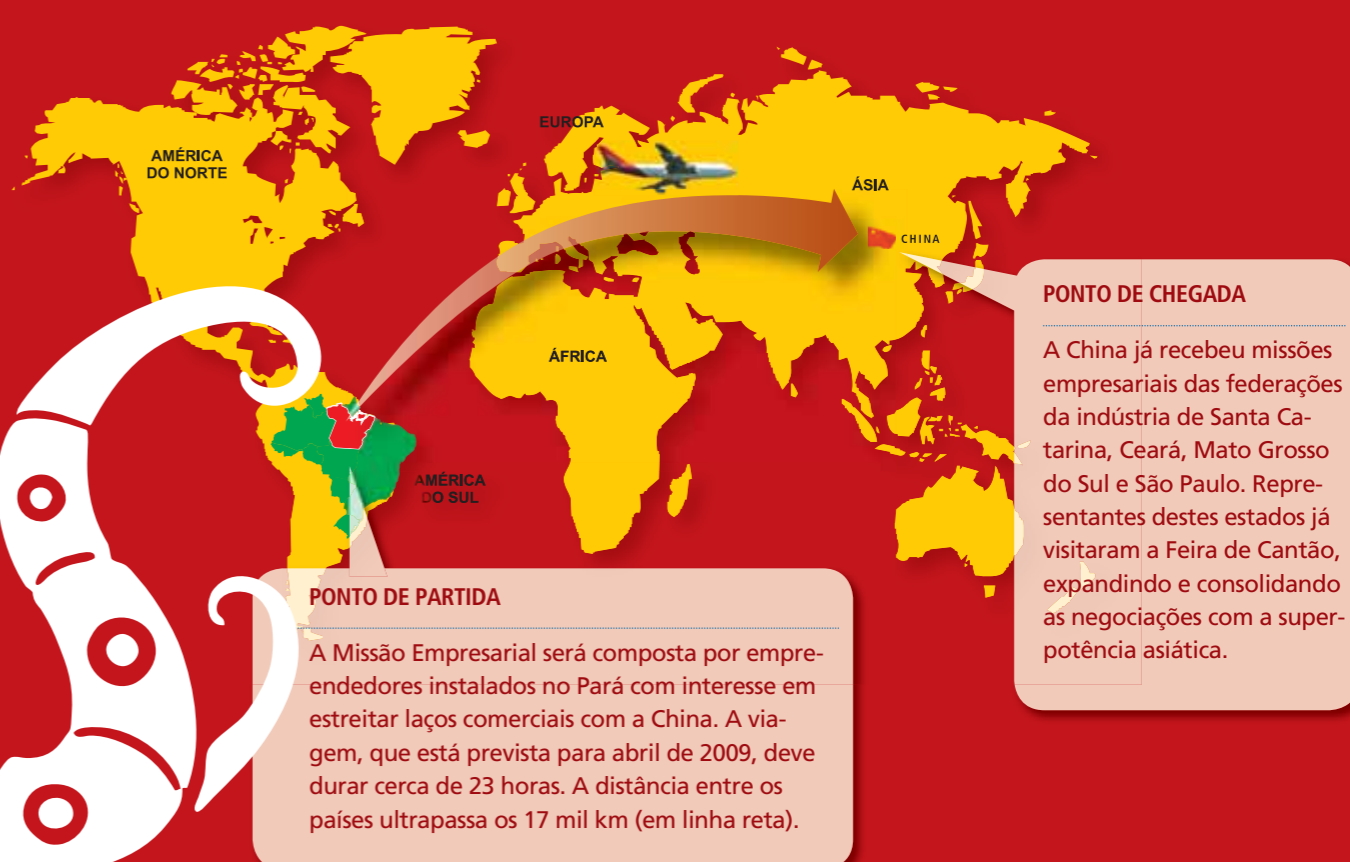 AMÉRICA
DO NORTE
EUROPA
ÁSIA
CHINA
ÁFRICA
AMÉRICA
DO SUL
PONTO DE CHEGADA
A China já recebeu missões
empresariais das federações
da indústria de Santa Ca-
tarina, Ceará, Mato Grosso
do Sul e São Paulo. Repre-
sentantes destes estados já
visitaram a Feira de Cantão,
expandindo e consolidando
as negociações com a super-
potência asiática.
PONTO DE PARTIDA
A Missão Empresarial será composta por empre-
endedores instalados no Pará com interesse em
estreitar laços comerciais com a China. A via-
gem, que está prevista para abril de 2009, deve
durar cerca de 23 horas. A distância entre os
países ultrapassa os 17 mil km (em linha reta).